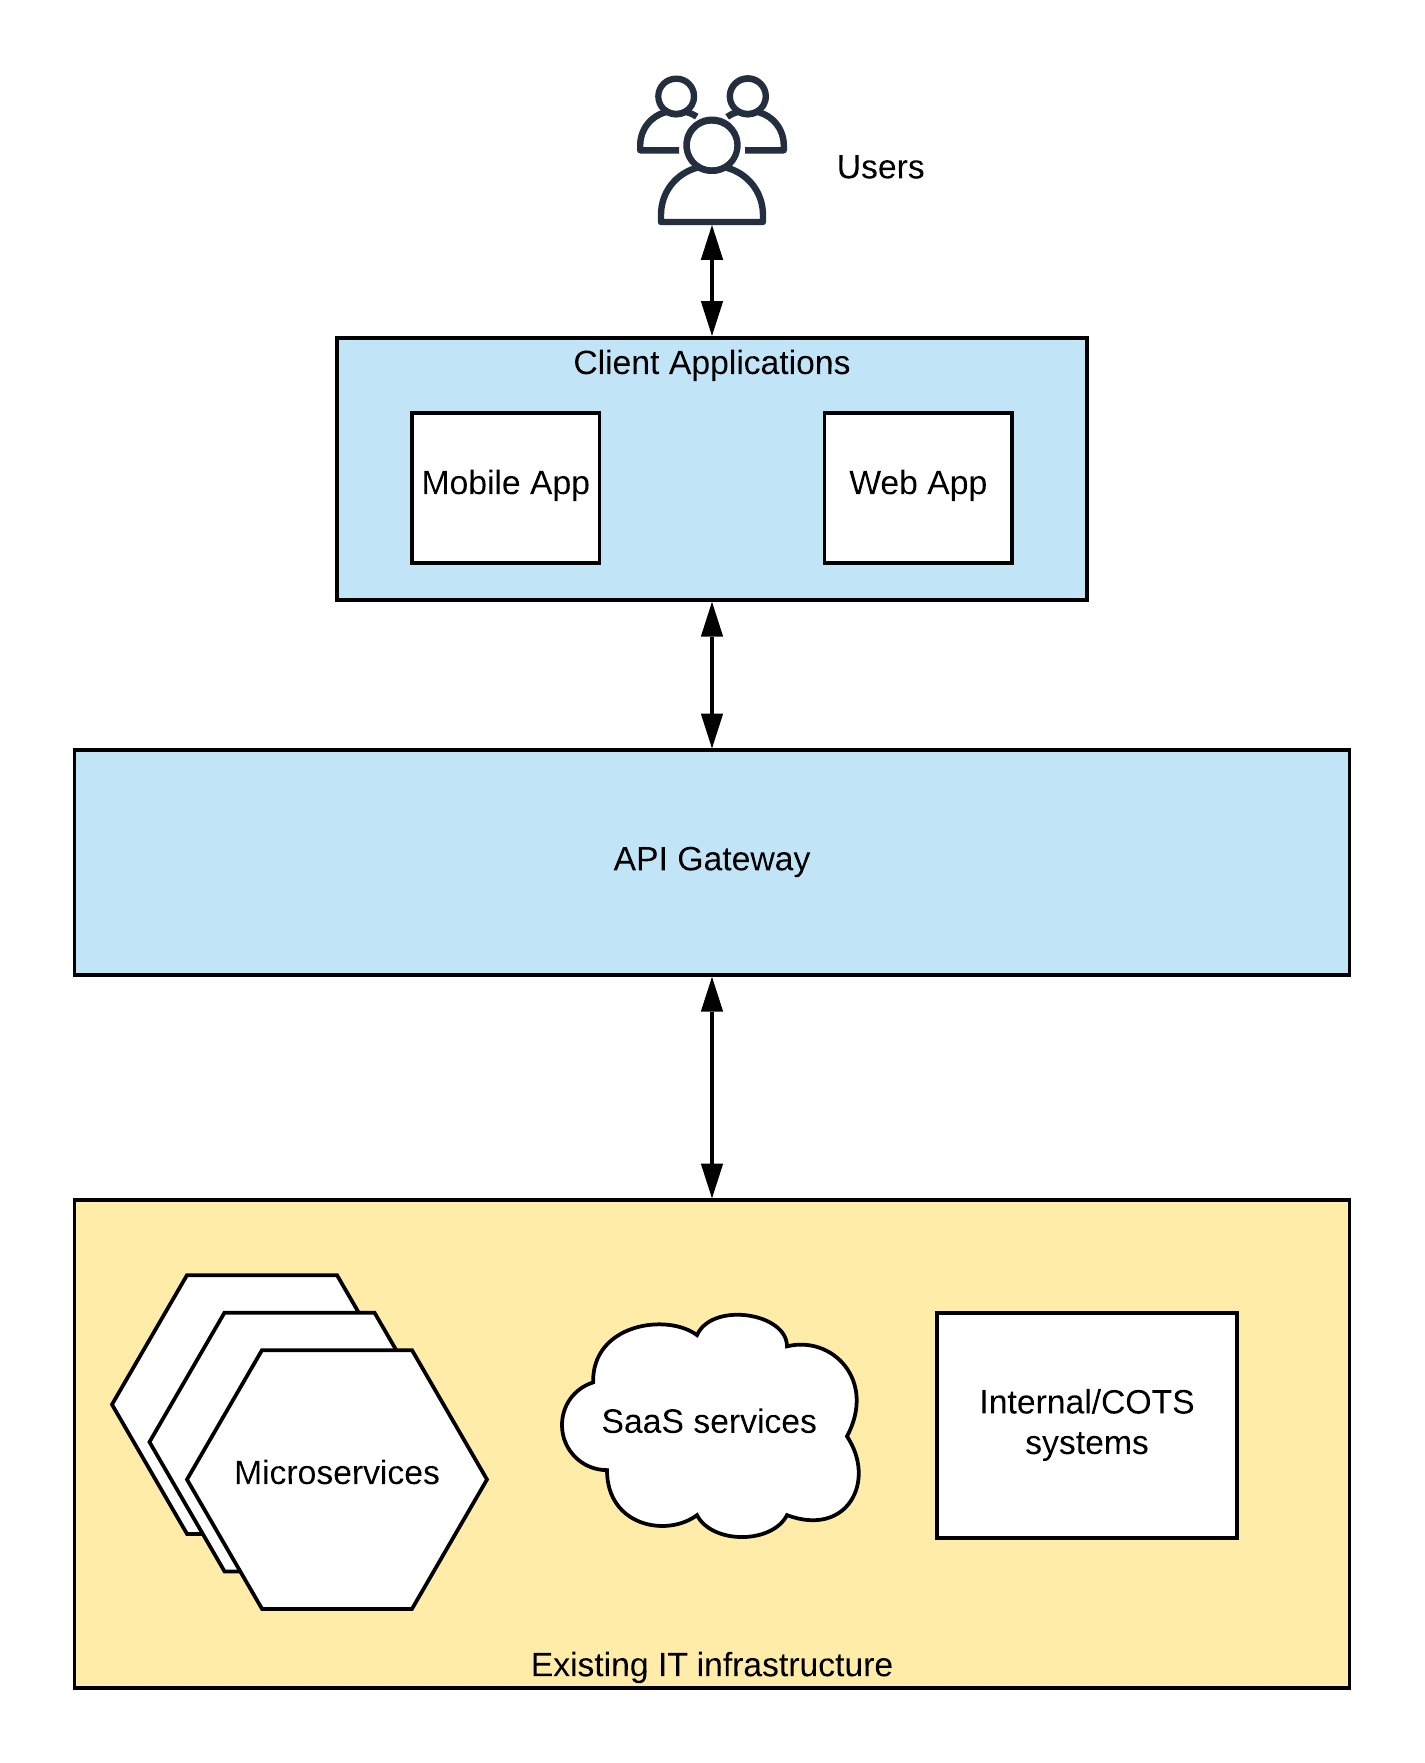 Users
Client Applications
Mobile App
Web App
API Gateway
Microservices
SaaS services
Internal/COTS
systems
Existing IT infrastructure